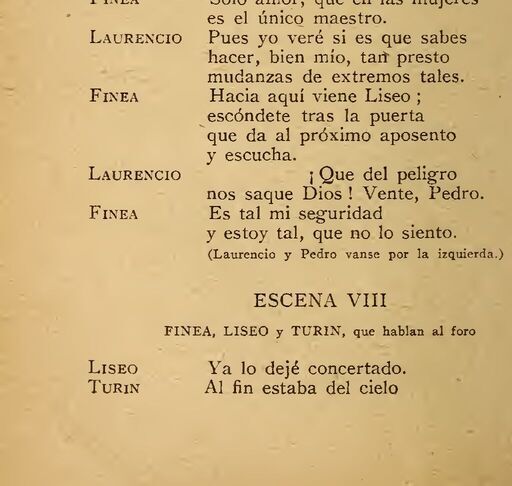 FINEA Solo amor, que en las mujeres
es el único maestro.
LAURENCIO Pues yo veré si es que sabes
hacer, bien mío, tan presto
mudanzas de extremos tales.
FINEA Hacia aquí viene Liseo ;
escóndete tras la puerta
que da al próximo aposento
y escucha.
LAURENCIO ¡ Que del peligro
nos saque Dios ! Vente, Pedro.
FINEA Es tal mi seguridad
y estoy tal, que no lo siento.
(Laurencio y Pedro vanse por la izquierda.)
ESCENA VIII
FINEA, LISEO y TURIN, que hablan al foro
LISEO Ya lo dejé concertado.
TURIN Al fin estaba del cielo